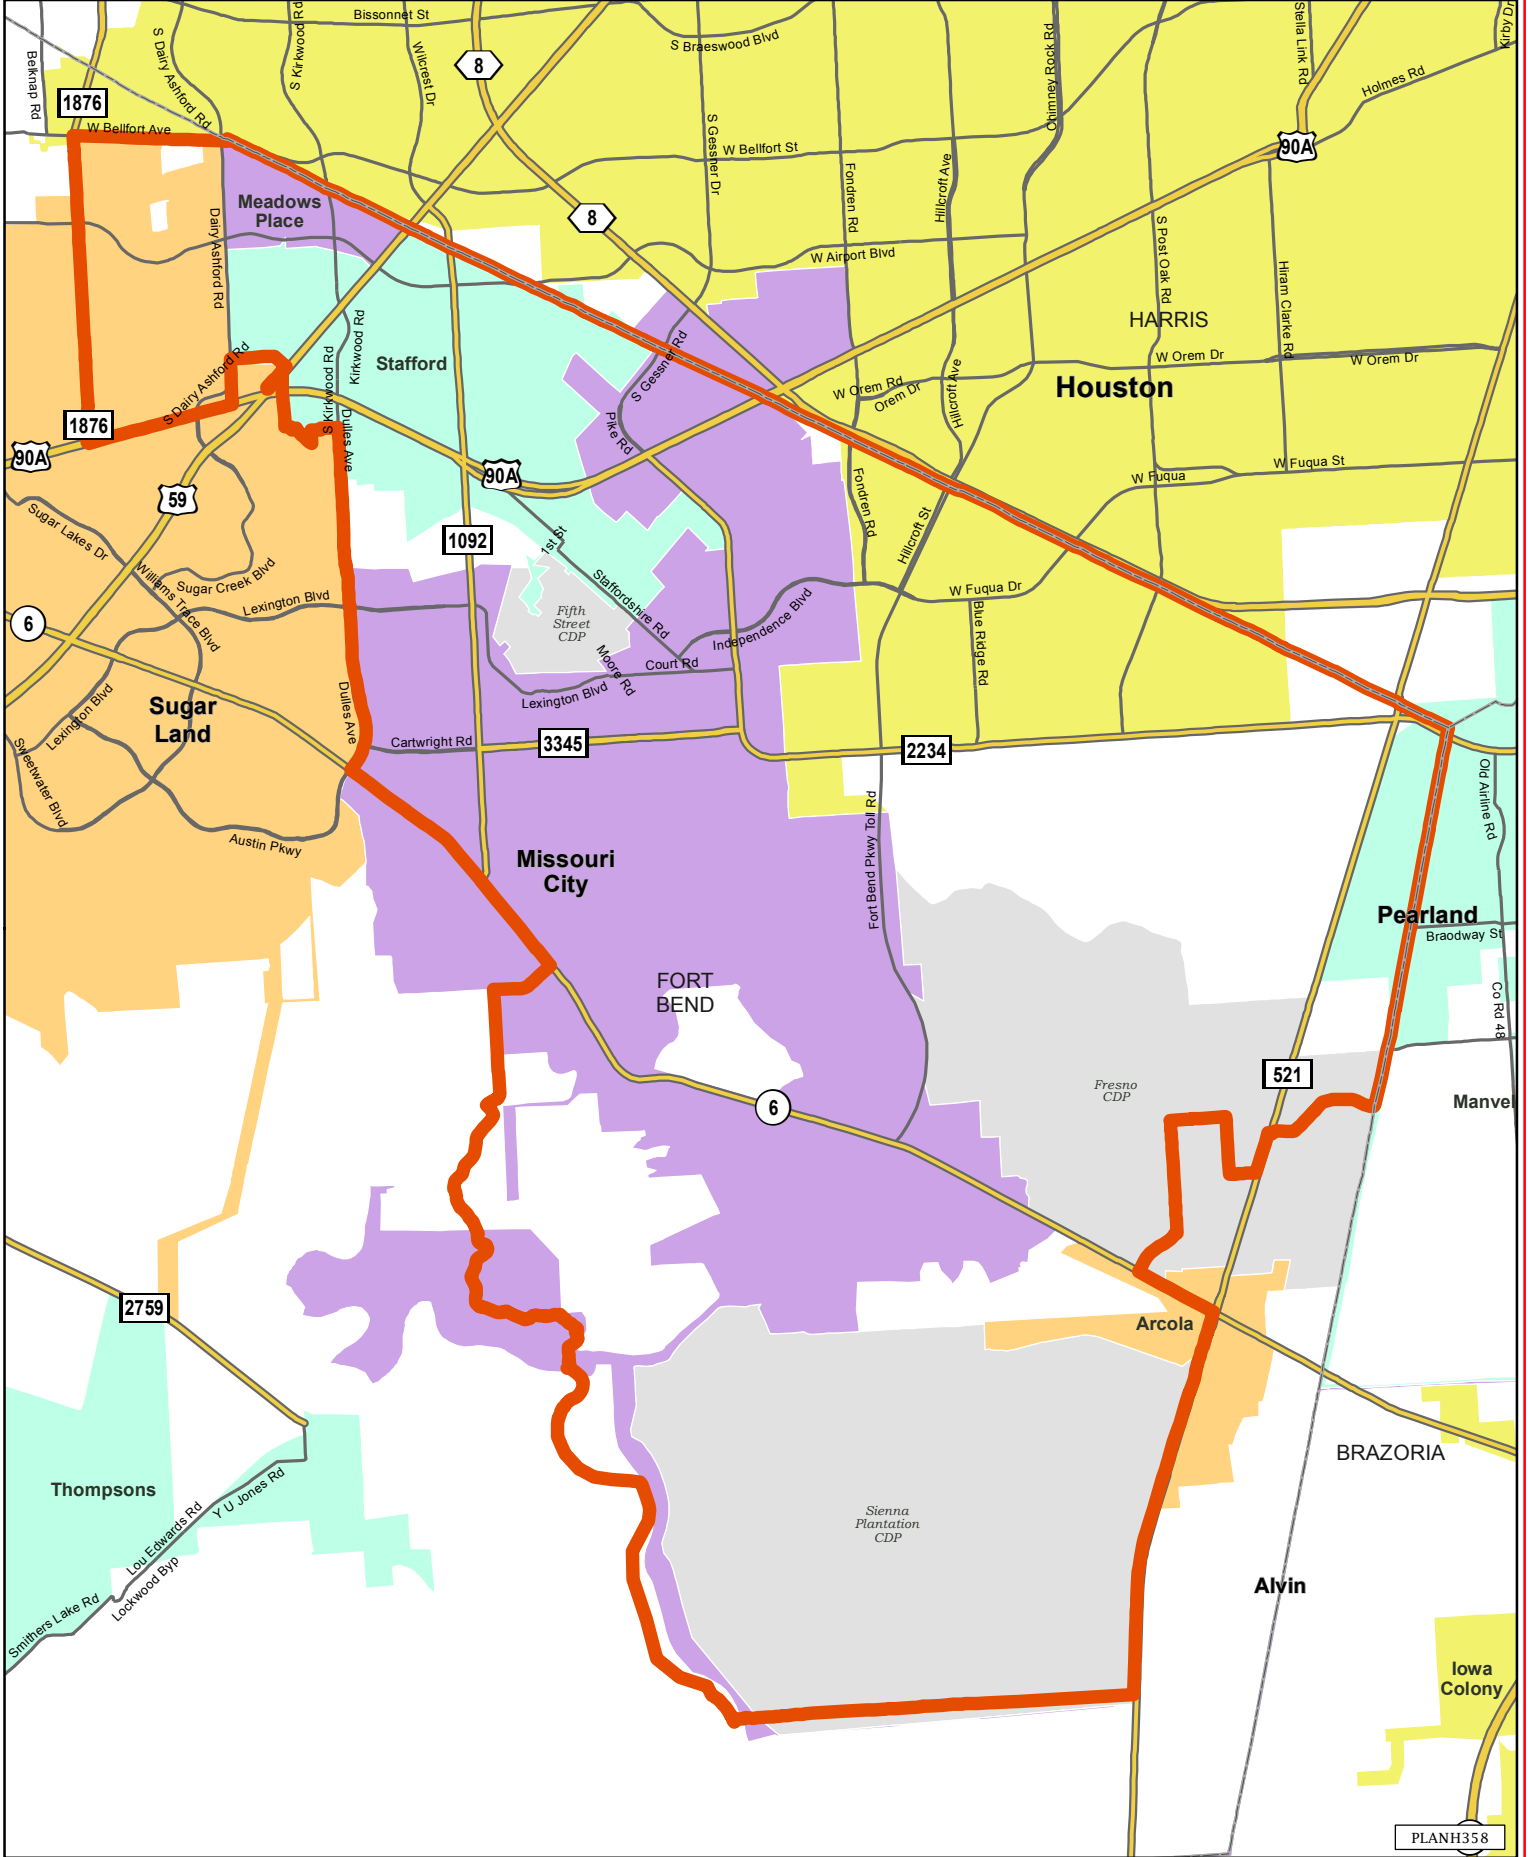 Bissonnet St
S Kirkwood Rd
Stella Link Rd
Kirby Dr
S Dairy Ashford Rd
Belknap Rd
Wilcrest Dr
8
S Braeswood Blvd
Chimney Rock Rd
Holmes Rd
1876
W Bellfort Ave
S Gessner Dr
W Bellfort St
90A
Fondren Rd
Hillcroft Ave
Meadows
Place
Dairy Ashford Rd
8
W Airport Blvd
S Post Oak Rd
Hiram Clarke Rd
HARRIS
Kirkwood Rd
S Kirkwood Rd
Stafford
S Gessner Rd
W Orem Dr
W Orem Dr
S Dairy Ashford Rd
W Orem Rd
Orem Dr
Hillcroft Ave
Houston
1876
Dulles Ave
Pike Rd
90A
90A
59
W Fuqua
W Fuqua St
Fondren Rd
Sugar Lakes Dr
1092
1st St
Hillcroft St
Williams Trace Blvd
Sugar Creek Blvd
Lexington Blvd
Staffordshire Rd
W Fuqua Dr
6
Fifth
Street
CDP
Independence Blvd
Blue Ridge Rd
Moore Rd
Court Rd
Lexington Blvd
Lexington Blvd
Sugar
Land
Dulles Ave
Cartwright Rd
3345
2234
Sweetwater Blvd
Old Airline Rd
Austin Pkwy
Fort Bend Pkwy Toll Rd
Missouri
City
Pearland
Braodway St
FORT
BEND
Co Rd 48
521
Fresno
CDP
6
Manvel
2759
Arcola
BRAZORIA
Thompsons
Y U Jones Rd
Lou Edwards Rd
Lockwood Byp
Smithers Lake Rd
Sienna
Plantation
CDP
Alvin
Iowa
Colony
PLANH358